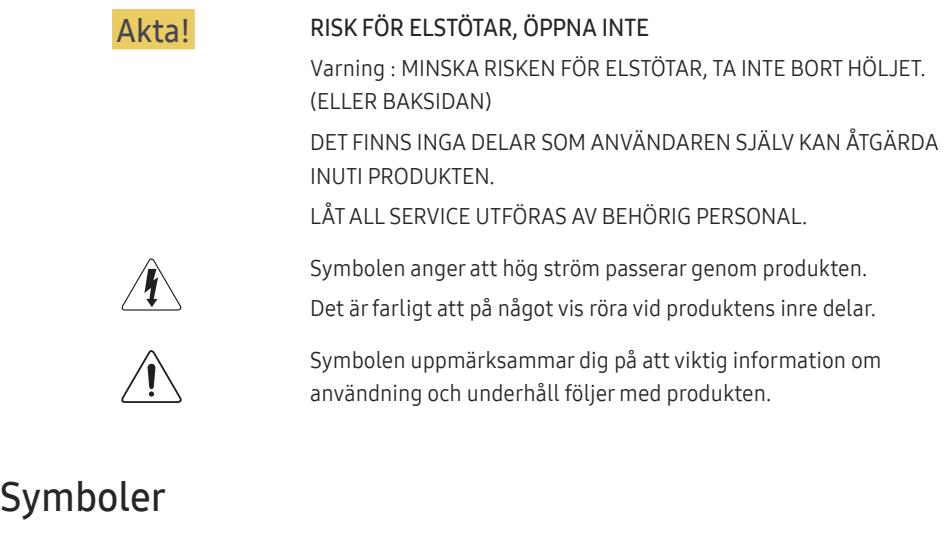 Akta!
RISK FÖR ELSTÖTAR, ÖPPNA INTE
Varning : MINSKA RISKEN FÖR ELSTÖTAR, TA INTE BORT HÖLJET.
(ELLER BAKSIDAN)
DET FINNS INGA DELAR SOM ANVÄNDAREN SJÄLV KAN ÅTGÄRDA
INUTI PRODUKTEN.
LÅT ALL SERVICE UTFÖRAS AV BEHÖRIG PERSONAL.
Symbolen anger att hög ström passerar genom produkten.
Det är farligt att på något vis röra vid produktens inre delar.
Symbolen uppmärksammar dig på att viktig information om
användning och underhåll följer med produkten.
Symboler